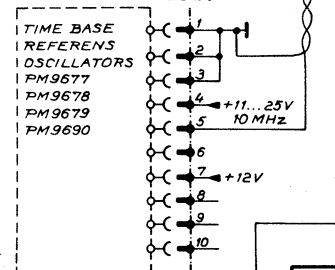 TIME BASE
REFERENS
OSCILLATORS
PM9677
PM9678
PM9679
PM9690
1
2
3
4
+11...25V
10 MHz
5
6
7
+12V
8
9
10